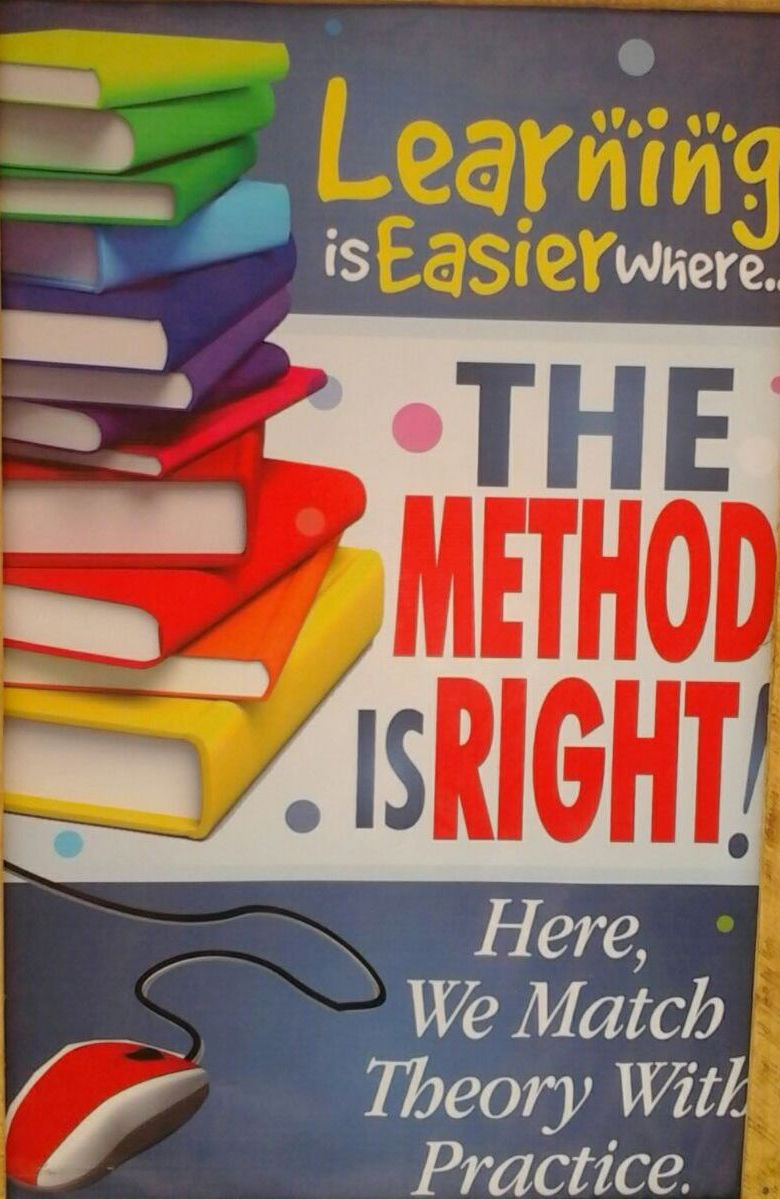 Learning
is Easier Where..
THE
METHOD
IS RIGHT!
Here,
We Match
Theory With
Practice.